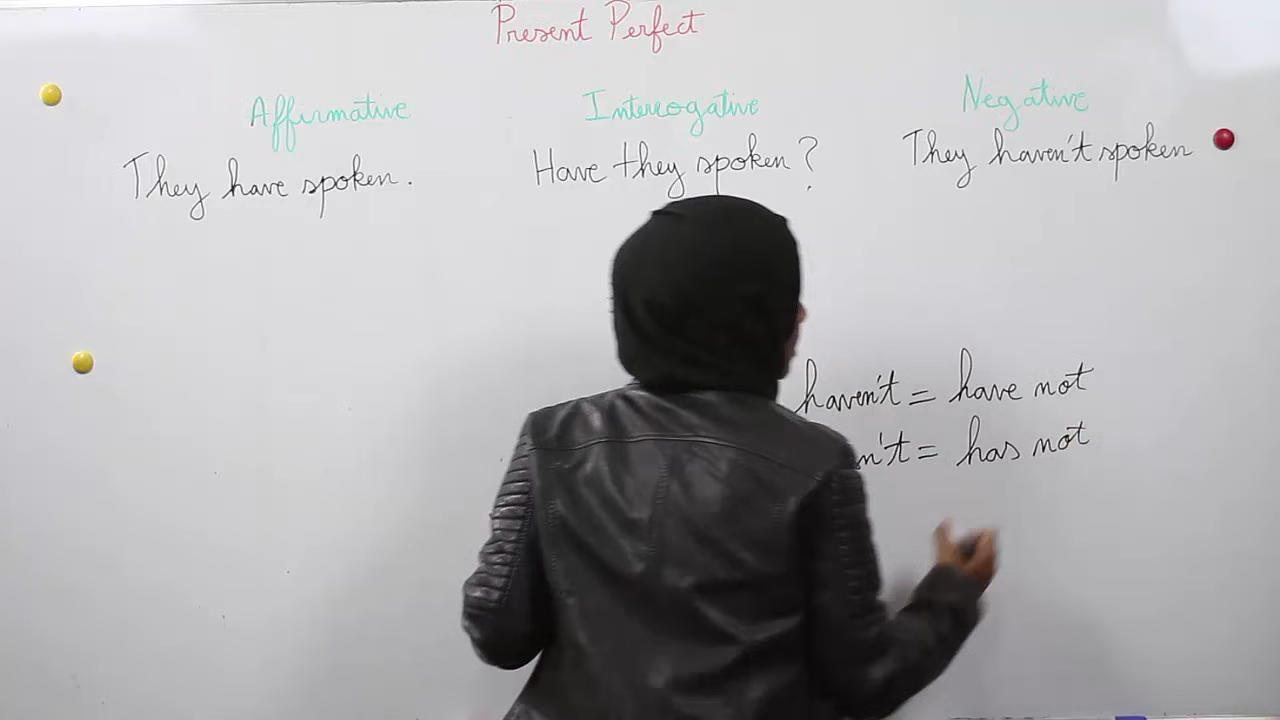 Present Perfect
Affirmative
Interrogative
Negative
They have spoken.
Have they spoken?
They haven't spoken
haven't = have not
n't = has not